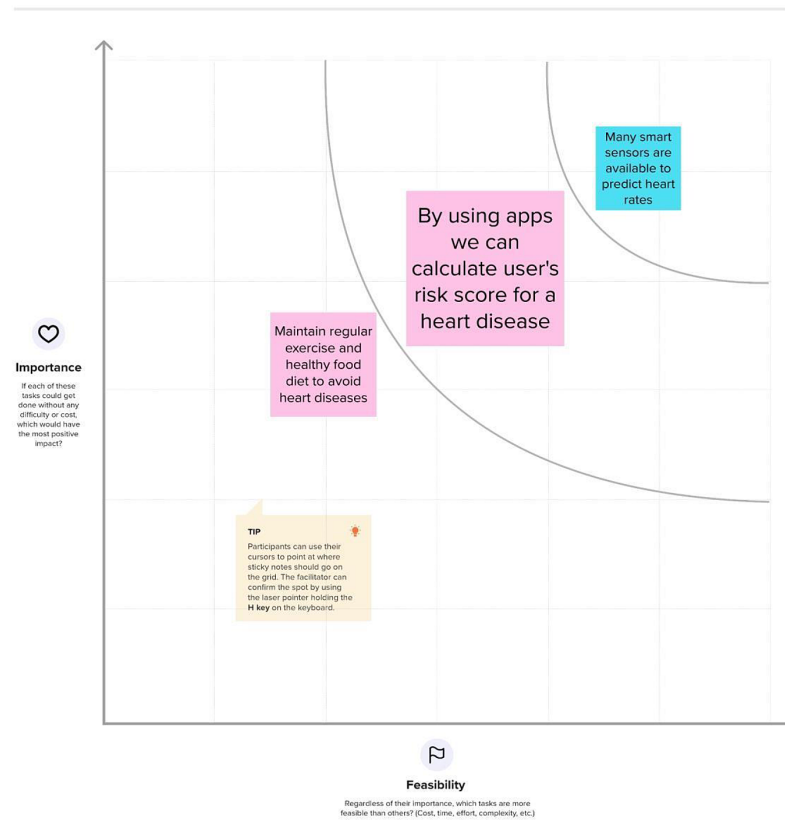 Many smart
sensors are
available to
predict heart
rates
By using apps
we can
calculate user's
risk score for a
heart disease
Maintain regular
exercise and
healthy food
diet to avoid
heart diseases
Importance
If each of these
tasks could get
done without any
difficulty or cost,
which would have
the most positive
impact?
TIP
Participants can use their
cursors to point at where
sticky notes should go on
the grid. The facilitator can
confirm the spot by using
the laser pointer holding the
H key on the keyboard.
Feasibility
Regardless of their importance, which tasks are more
feasible than others? (Cost, time, effort, complexity, etc.)